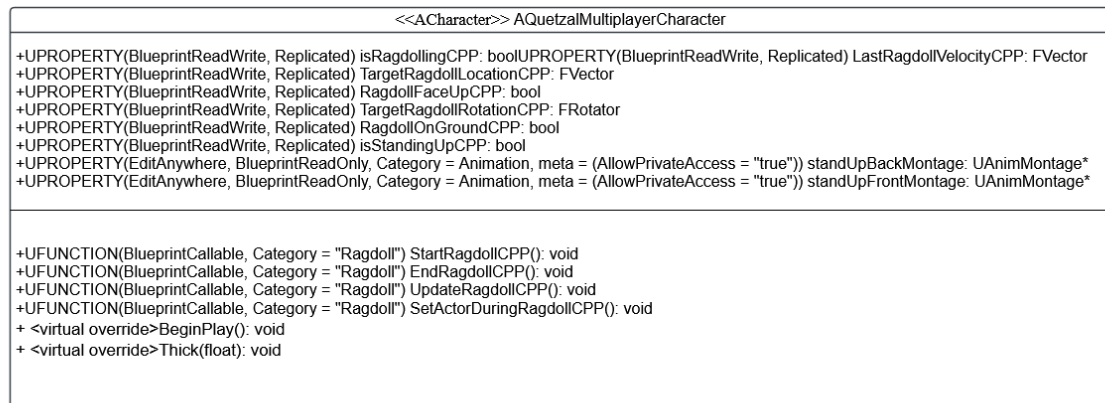 <<ACharacter>> AQuetzalMultiplayerCharacter
+UPROPERTY(BlueprintReadWrite, Replicated) isRagdollingCPP: boolUPROPERTY(BlueprintReadWrite, Replicated) LastRagdollVelocityCPP: FVector
+UPROPERTY(BlueprintReadWrite, Replicated) TargetRagdollLocationCPP: FVector
+UPROPERTY(BlueprintReadWrite, Replicated) RagdollFaceUpCPP: bool
+UPROPERTY(BlueprintReadWrite, Replicated) TargetRagdollRotationCPP: FRotator
+UPROPERTY(BlueprintReadWrite, Replicated) RagdollOnGroundCPP: bool
+UPROPERTY(BlueprintReadWrite, Replicated) isStandingUpCPP: bool
+UPROPERTY(EditAnywhere, BlueprintReadOnly, Category = Animation, meta = (AllowPrivateAccess = "true")) standUpBackMontage: UAnimMontage*
+UPROPERTY(EditAnywhere, BlueprintReadOnly, Category = Animation, meta = (AllowPrivateAccess = "true")) standUpFrontMontage: UAnimMontage*
+UFUNCTION(BlueprintCallable, Category = "Ragdoll") StartRagdollCPP(): void
+UFUNCTION(BlueprintCallable, Category = "Ragdoll") EndRagdollCPP(): void
+UFUNCTION(BlueprintCallable, Category = "Ragdoll") UpdateRagdollCPP(): void
+UFUNCTION(BlueprintCallable, Category = "Ragdoll") SetActorDuringRagdollCPP(): void
+ <virtual override>BeginPlay(): void
+ <virtual override>Thick(float): void